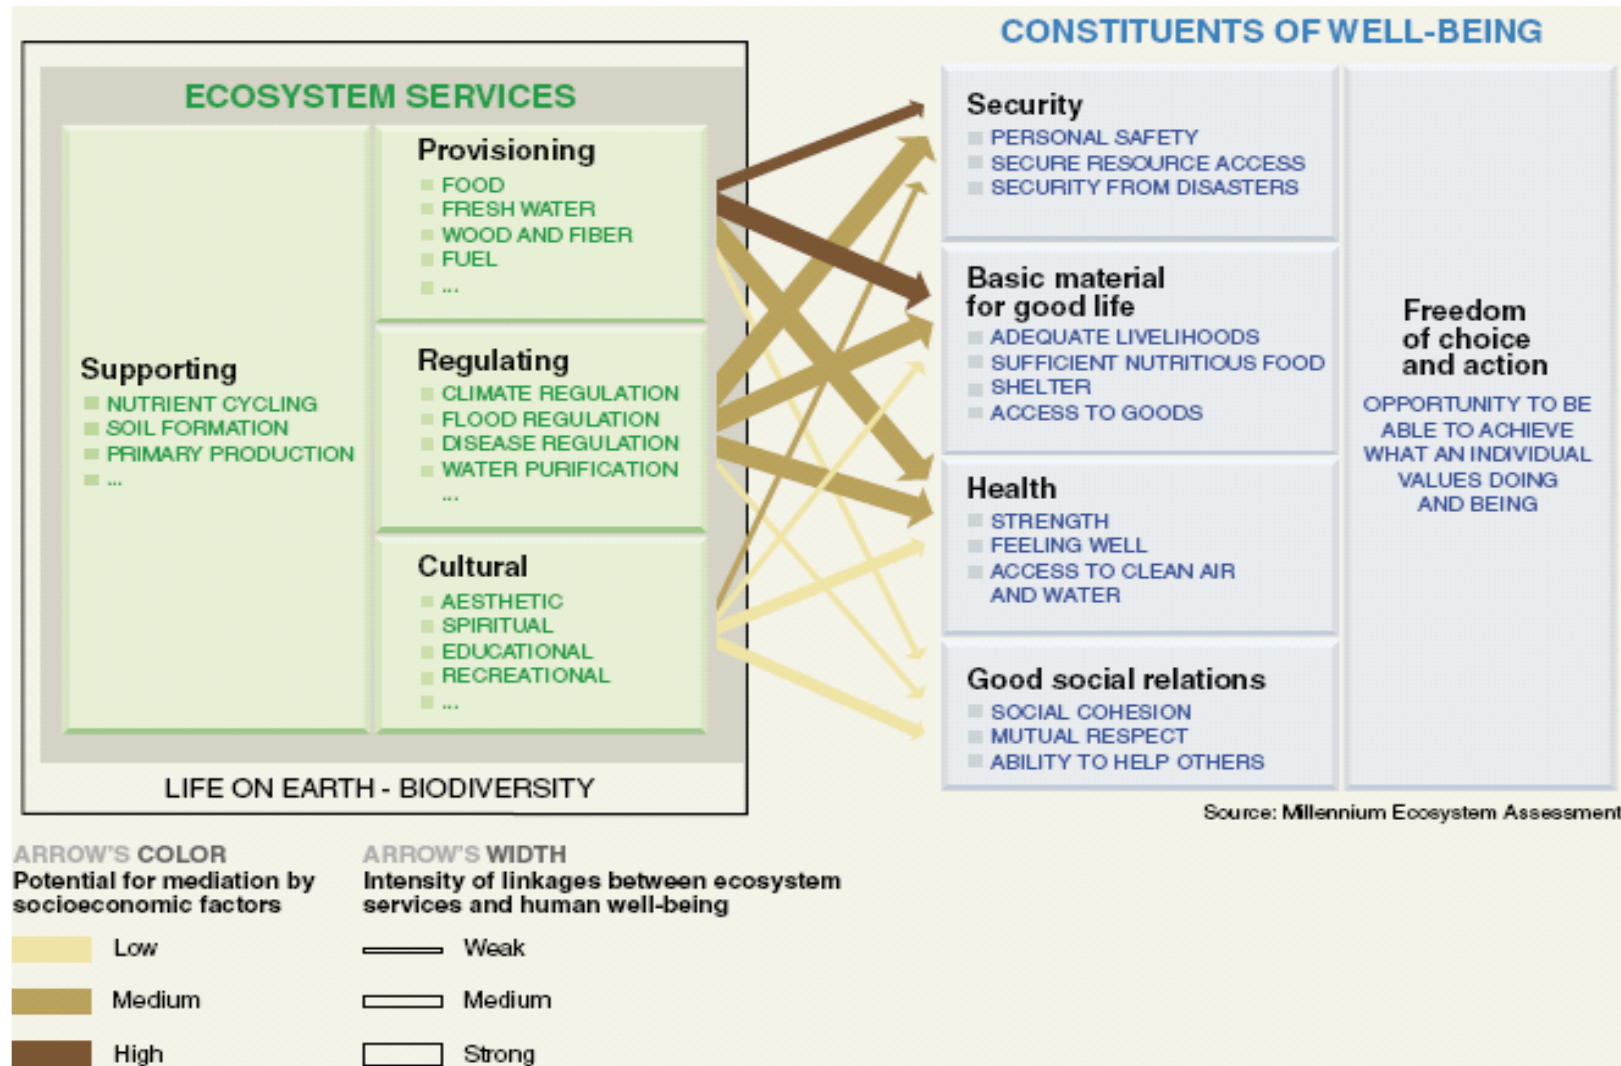 CONSTITUENTS OF WELL-BEING
ECOSYSTEM SERVICES
Supporting
NUTRIENT CYCLING
SOIL FORMATION
PRIMARY PRODUCTION
...
Provisioning
FOOD
FRESH WATER
WOOD AND FIBER
FUEL
...
Regulating
CLIMATE REGULATION
FLOOD REGULATION
DISEASE REGULATION
WATER PURIFICATION
...
Cultural
AESTHETIC
SPIRITUAL
EDUCATIONAL
RECREATIONAL
...
LIFE ON EARTH - BIODIVERSITY
Security
PERSONAL SAFETY
SECURE RESOURCE ACCESS
SECURITY FROM DISASTERS
Basic material
for good life
ADEQUATE LIVELIHOODS
SUFFICIENT NUTRITIOUS FOOD
SHELTER
ACCESS TO GOODS
Health
STRENGTH
FEELING WELL
ACCESS TO CLEAN AIR
AND WATER
Good social relations
SOCIAL COHESION
MUTUAL RESPECT
ABILITY TO HELP OTHERS
Freedom
of choice
and action
OPPORTUNITY TO BE
ABLE TO ACHIEVE
WHAT AN INDIVIDUAL
VALUES DOING
AND BEING
Source: Millennium Ecosystem Assessment
ARROW'S COLOR
Potential for mediation by
socioeconomic factors
Low
Medium
High
ARROW'S WIDTH
Intensity of linkages between ecosystem
services and human well-being
Weak
Medium
Strong